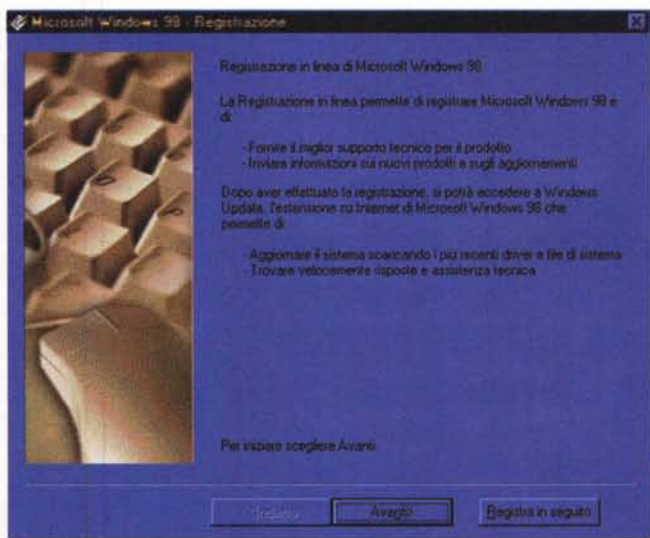 Microsoft Windows 98 - Registrazione
Registrazione in linea di Microsoft Windows 98
La Registrazione in linea permette di registrare Microsoft Windows 98 e
di:
- Fornire il miglior supporto tecnico per il prodotto
- Inviare informazioni sui nuovi prodotti e sugli aggiornamenti
Dopo aver effettuato la registrazione, si potrà accedere a Windows
Update, l'estensione su Internet di Microsoft Windows 98 che
permette di:
- Aggiornare il sistema scaricando i più recenti driver e file di sistema
- Trovare velocemente risposte e assistenza tecnica
Per iniziare scegliere Avanti.
Indietro
Avanti
Registra in seguito